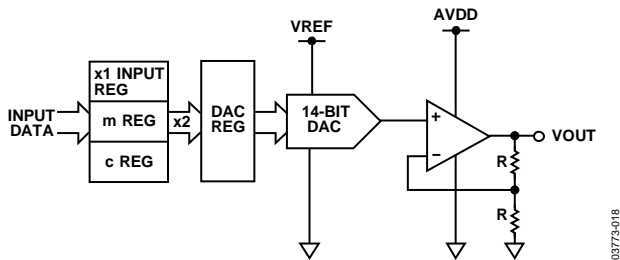 VREF
AVDD
x1 INPUT
REG
INPUT
DATA
m REG
x2
c REG
DAC
REG
14-BIT
DAC
+
–
VOUT
R
R
03773-018